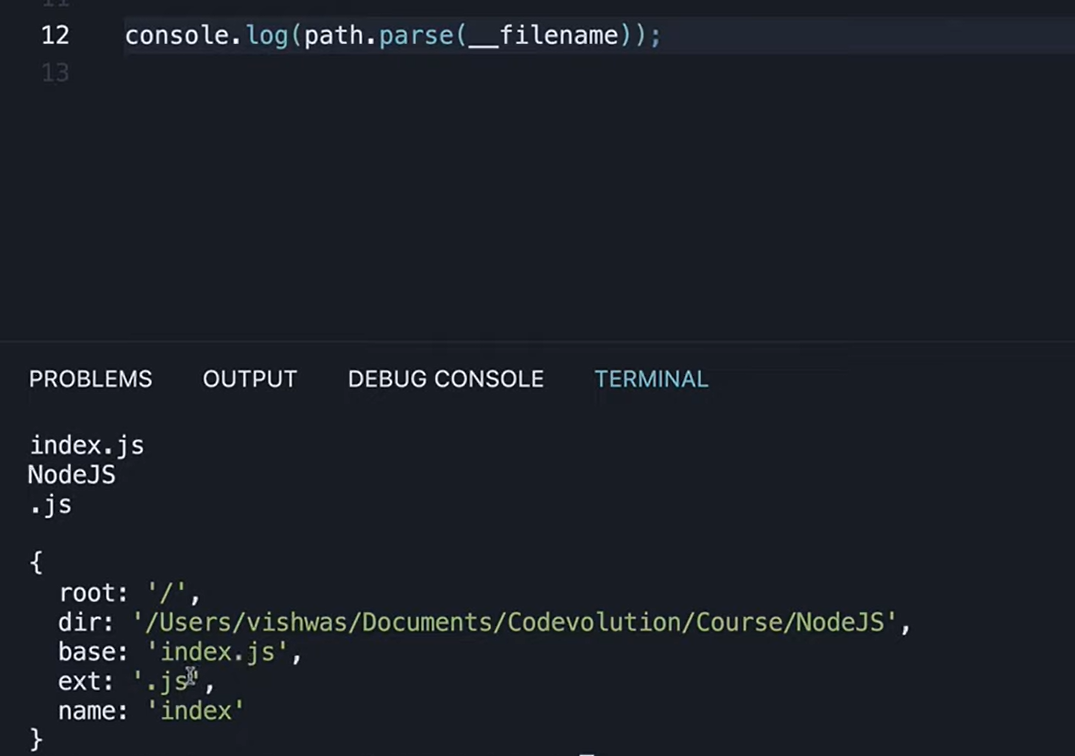 11
12 console.log(path.parse(__filename));
13
PROBLEMS OUTPUT DEBUG CONSOLE TERMINAL
index.js
NodeJS
.js
{
  root: '/',
  dir: '/Users/vishwas/Documents/Codevolution/Course/NodeJS',
  base: 'index.js',
  ext: '.js',
  name: 'index'
}